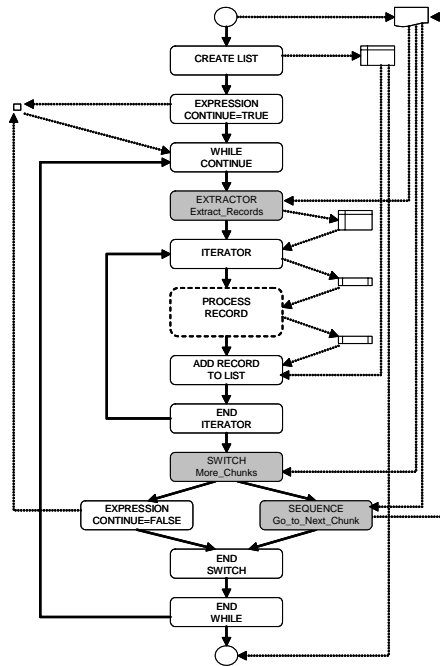 CREATE LIST
EXPRESSION
CONTINUE=TRUE
WHILE
CONTINUE
EXTRACTOR
Extract_Records
ITERATOR
PROCESS
RECORD
ADD RECORD
TO LIST
END
ITERATOR
SWITCH
More_Chunks
EXPRESSION
CONTINUE=FALSE
SEQUENCE
Go_to_Next_Chunk
END
SWITCH
END
WHILE